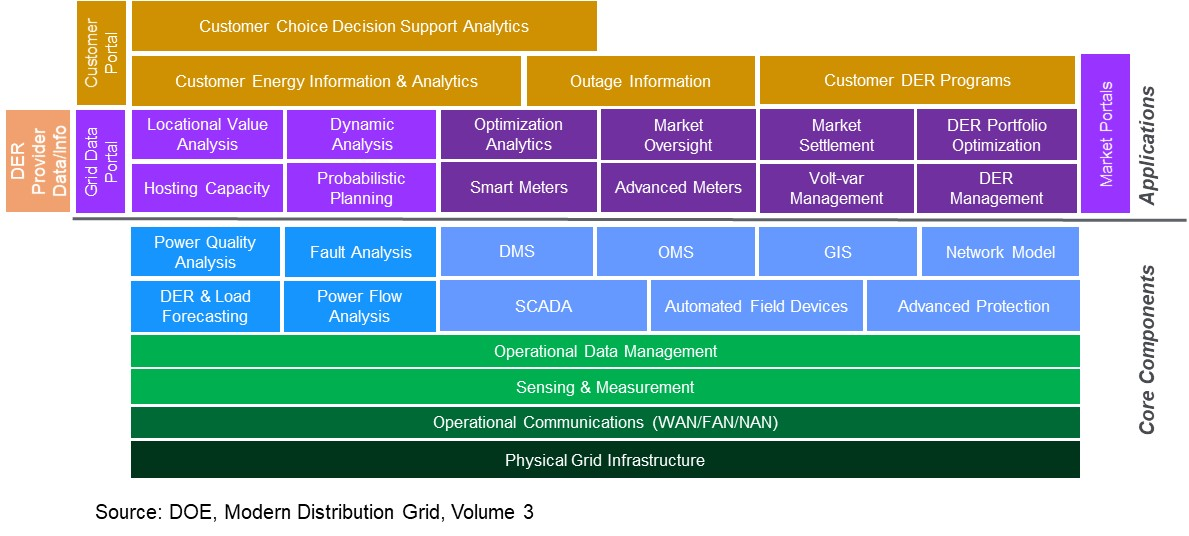 Customer
Portal
Customer Choice Decision Support Analytics
Customer Energy Information & Analytics
Outage Information
Customer DER Programs
DER
Provider
Data/Info
Grid Data
Portal
Locational Value
Analysis
Dynamic
Analysis
Optimization
Analytics
Market
Oversight
Market
Settlement
DER Portfolio
Optimization
Hosting Capacity
Probabilistic
Planning
Smart Meters
Advanced Meters
Volt-var
Management
DER
Management
Market Portals
Applications
Power Quality
Analysis
Fault Analysis
DMS
OMS
GIS
Network Model
DER & Load
Forecasting
Power Flow
Analysis
SCADA
Automated Field Devices
Advanced Protection
Operational Data Management
Sensing & Measurement
Operational Communications (WAN/FAN/NAN)
Physical Grid Infrastructure
Core Components
Source: DOE, Modern Distribution Grid, Volume 3